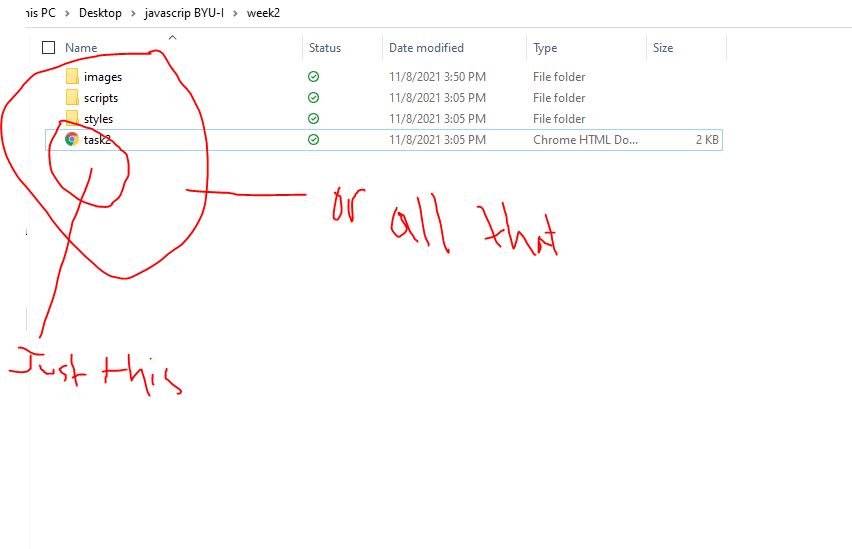 his PC > Desktop > javascrip BYU-I > week2
Name Status Date modified Type Size
images 11/8/2021 3:50 PM File folder
scripts 11/8/2021 3:05 PM File folder
styles 11/8/2021 3:05 PM File folder
task2 11/8/2021 3:05 PM Chrome HTML Do... 2 KB
or all that
Just this